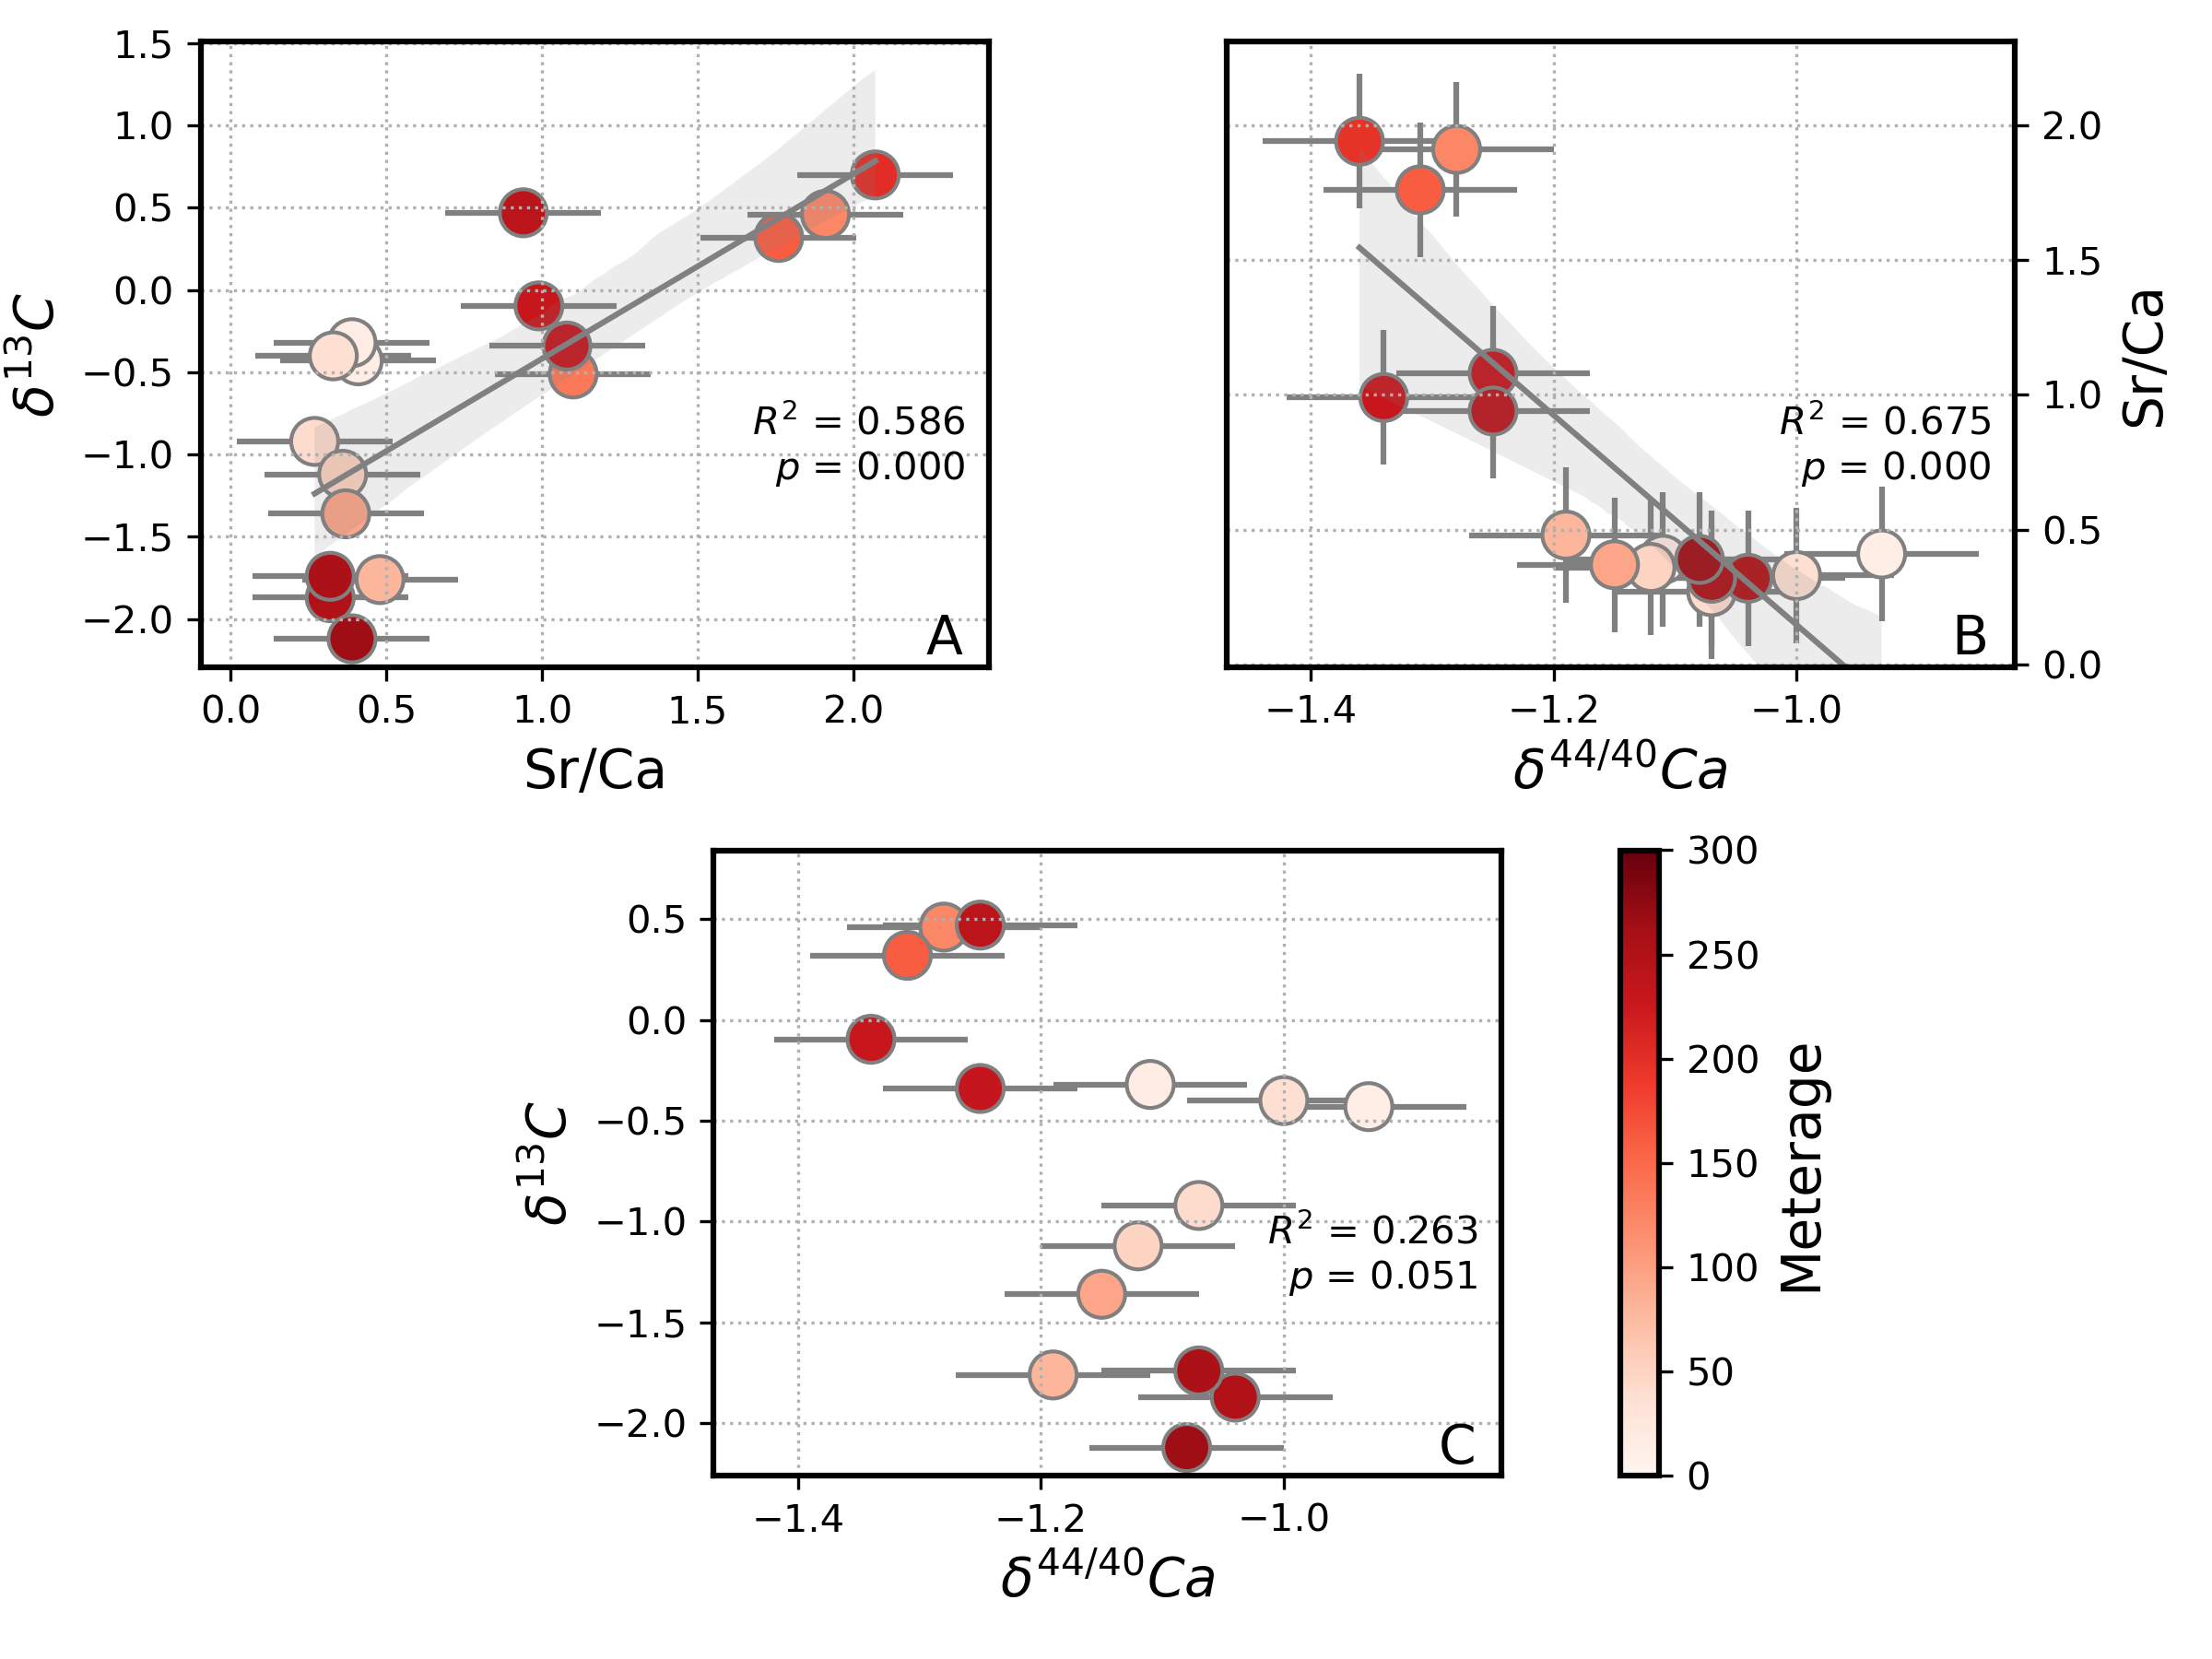 1.5
1.0
0.5
0.0
−0.5
−1.0
−1.5
−2.0
δ¹³C
R² = 0.586
p = 0.000
A
0.0 0.5 1.0 1.5 2.0
Sr/Ca
2.0
1.5
1.0
0.5
0.0
Sr/Ca
R² = 0.675
p = 0.000
B
−1.4 −1.2 −1.0
δ⁴⁴/⁴⁰Ca
0.5
0.0
−0.5
−1.0
−1.5
−2.0
δ¹³C
R² = 0.263
p = 0.051
C
−1.4 −1.2 −1.0
δ⁴⁴/⁴⁰Ca
300
250
200
150
100
50
0
Meterage